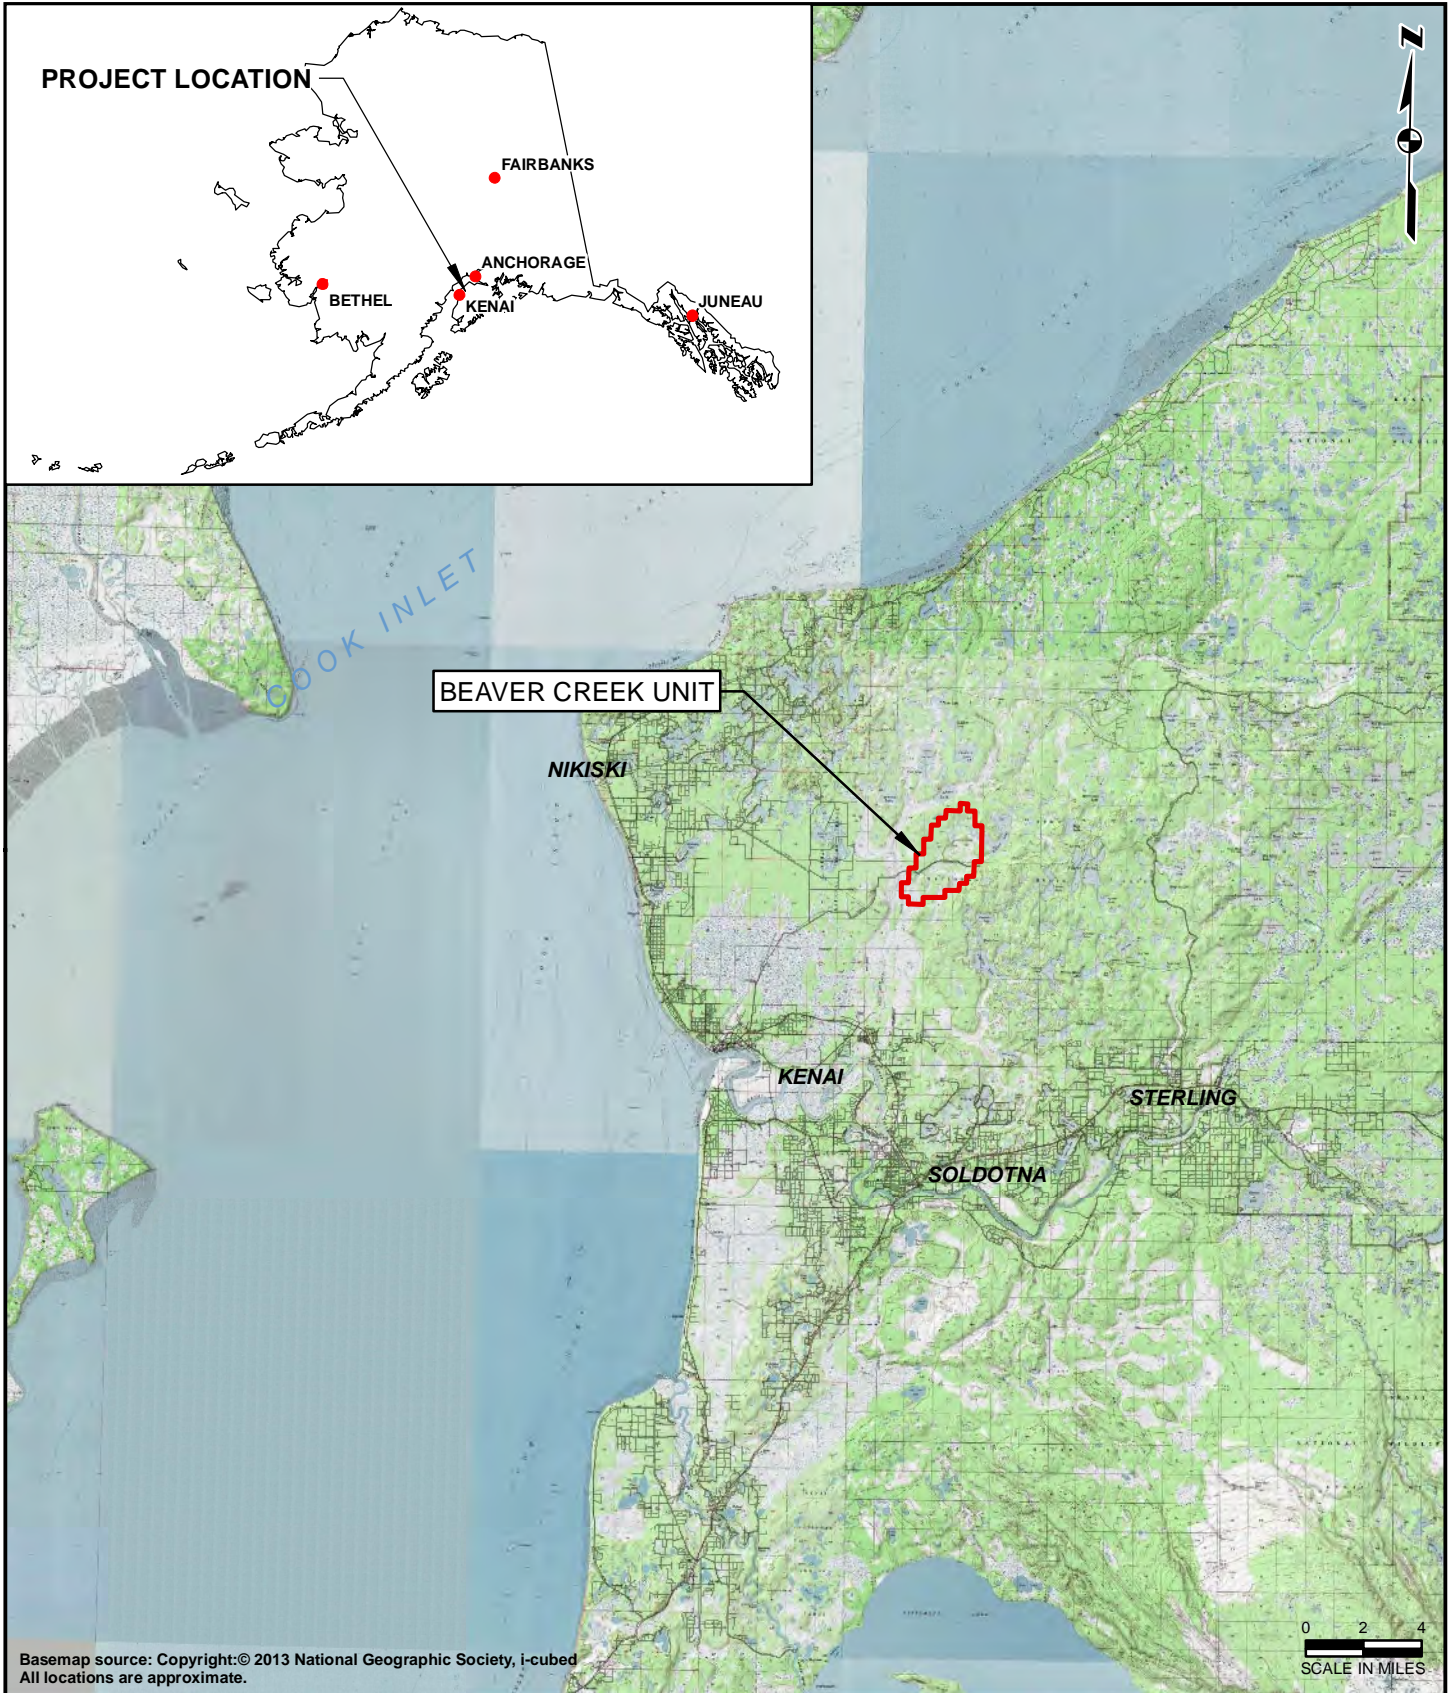 PROJECT LOCATION
FAIRBANKS
ANCHORAGE
BETHEL
KENAI
JUNEAU
N
COOK INLET
BEAVER CREEK UNIT
NIKISKI
KENAI
STERLING
SOLDOTNA
0 2 4
SCALE IN MILES
Basemap source: Copyright:© 2013 National Geographic Society, i-cubed
All locations are approximate.